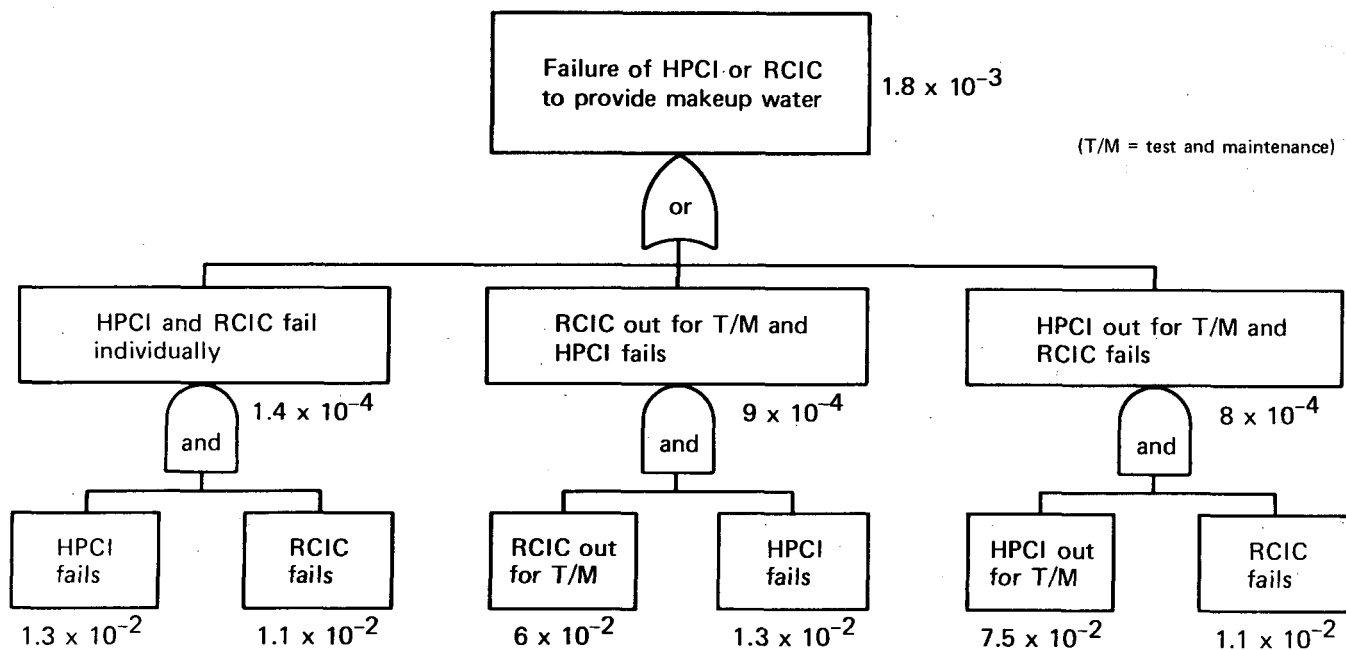 Failure of HPCI or RCIC
to provide makeup water
1.8 x 10⁻³
(T/M = test and maintenance)
or
HPCI and RCIC fail
individually
RCIC out for T/M and
HPCI fails
HPCI out for T/M and
RCIC fails
1.4 x 10⁻⁴
9 x 10⁻⁴
8 x 10⁻⁴
and
and
and
HPCI
fails
RCIC
fails
RCIC out
for T/M
HPCI
fails
HPCI out
for T/M
RCIC
fails
1.3 x 10⁻²
1.1 x 10⁻²
6 x 10⁻²
1.3 x 10⁻²
7.5 x 10⁻²
1.1 x 10⁻²